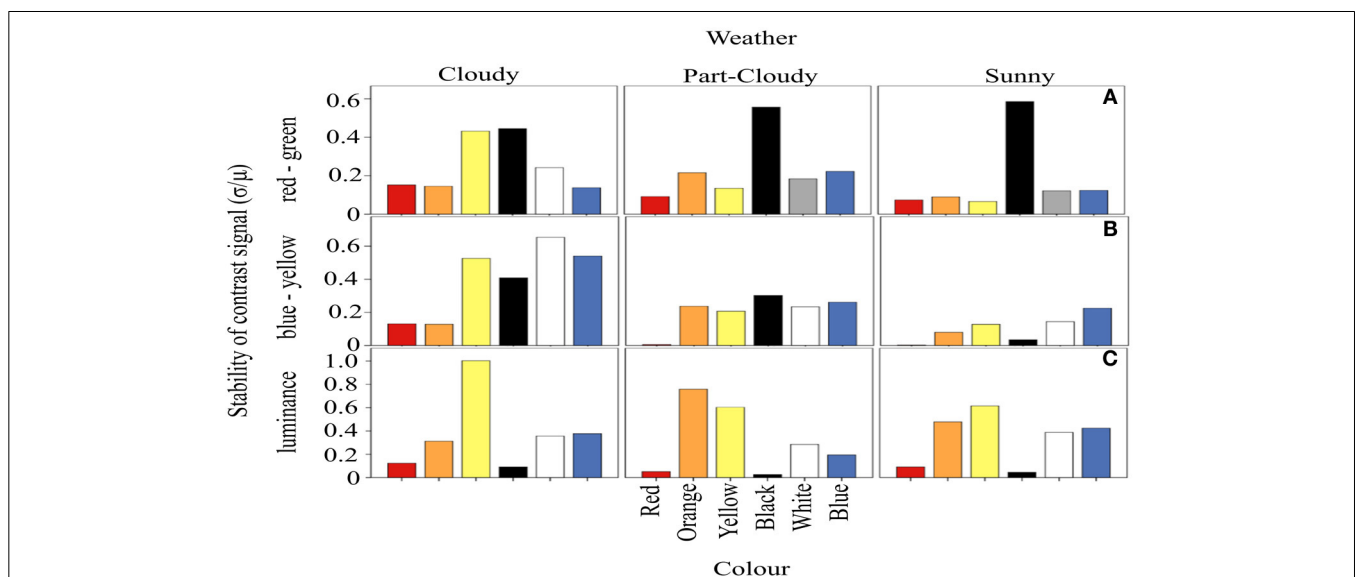 Weather
Cloudy Part-Cloudy Sunny
Stability of contrast signal (σ/μ)
red - green
0.6
0.4
0.2
0
A
blue - yellow
0.6
0.4
0.2
0
B
luminance
1.0
0.8
0.6
0.4
0.2
0
C
Red
Orange
Yellow
Black
White
Blue
Colour